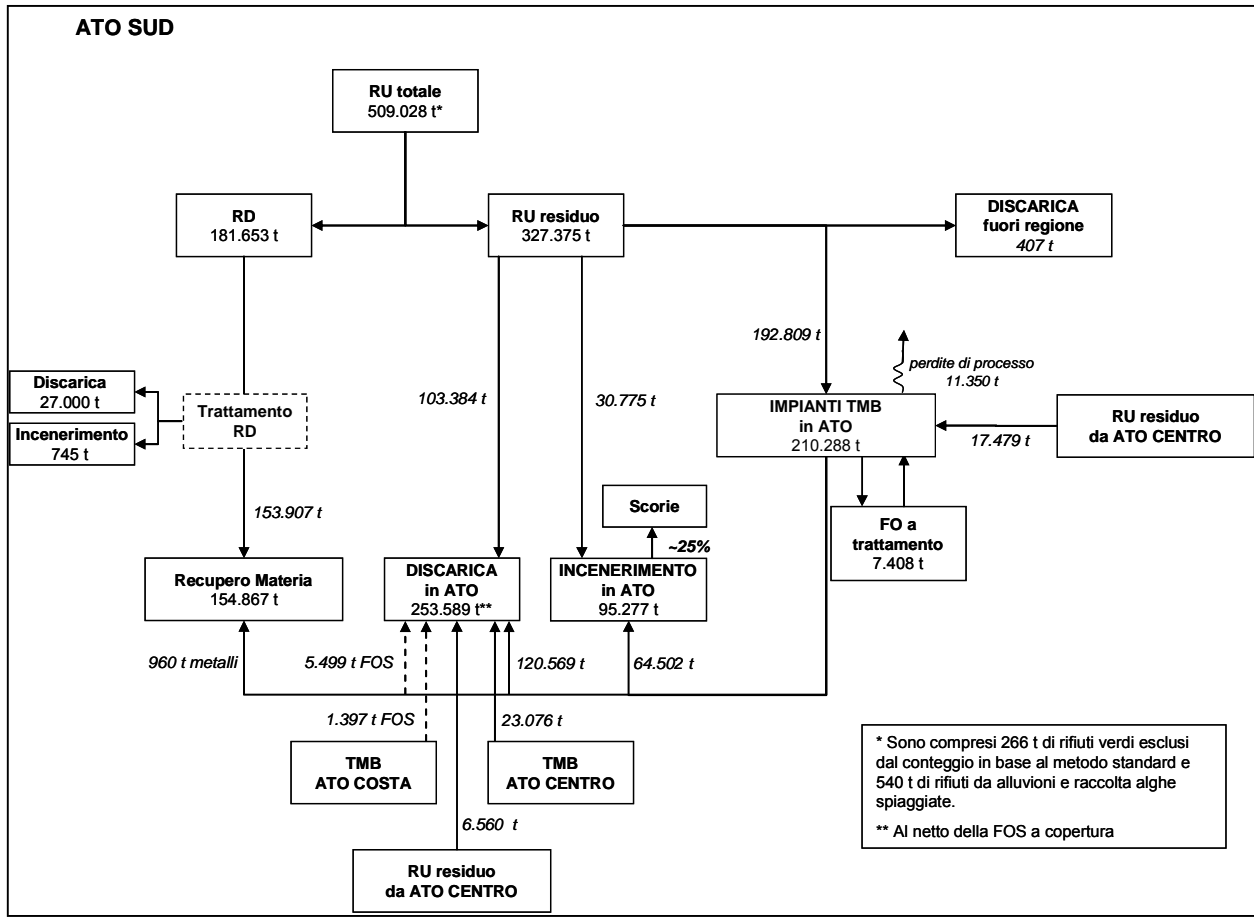 ATO SUD
RU totale
509.028 t*
RD
181.653 t
RU residuo
327.375 t
DISCARICA
fuori regione
407 t
192.809 t
perdite di processo
11.350 t
Discarica
27.000 t
Incenerimento
745 t
Trattamento
RD
103.384 t
30.775 t
IMPIANTI TMB
in ATO
210.288 t
17.479 t
RU residuo
da ATO CENTRO
153.907 t
Scorie
~25%
FO a
trattamento
7.408 t
Recupero Materia
154.867 t
DISCARICA
in ATO
253.589 t**
INCENERIMENTO
in ATO
95.277 t
960 t metalli
5.499 t FOS
120.569 t
64.502 t
1.397 t FOS
23.076 t
TMB
ATO COSTA
TMB
ATO CENTRO
6.560 t
RU residuo
da ATO CENTRO
* Sono compresi 266 t di rifiuti verdi esclusi
dal conteggio in base al metodo standard e
540 t di rifiuti da alluvioni e raccolta alghe
spiaggiate.
** Al netto della FOS a copertura